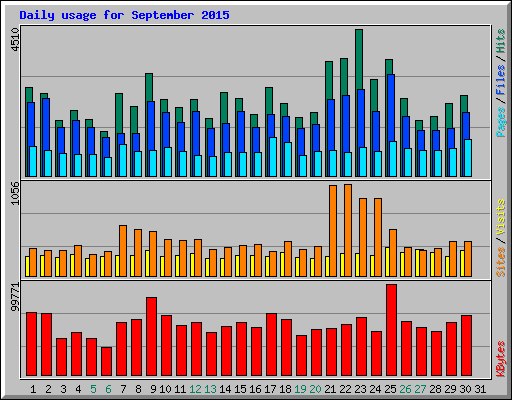 Daily usage for September 2015
4510
Pages / Files / Hits
1056
Sites / Visits
99771
KBytes
1 2 3 4 5 6 7 8 9 10 11 12 13 14 15 16 17 18 19 20 21 22 23 24 25 26 27 28 29 30 31